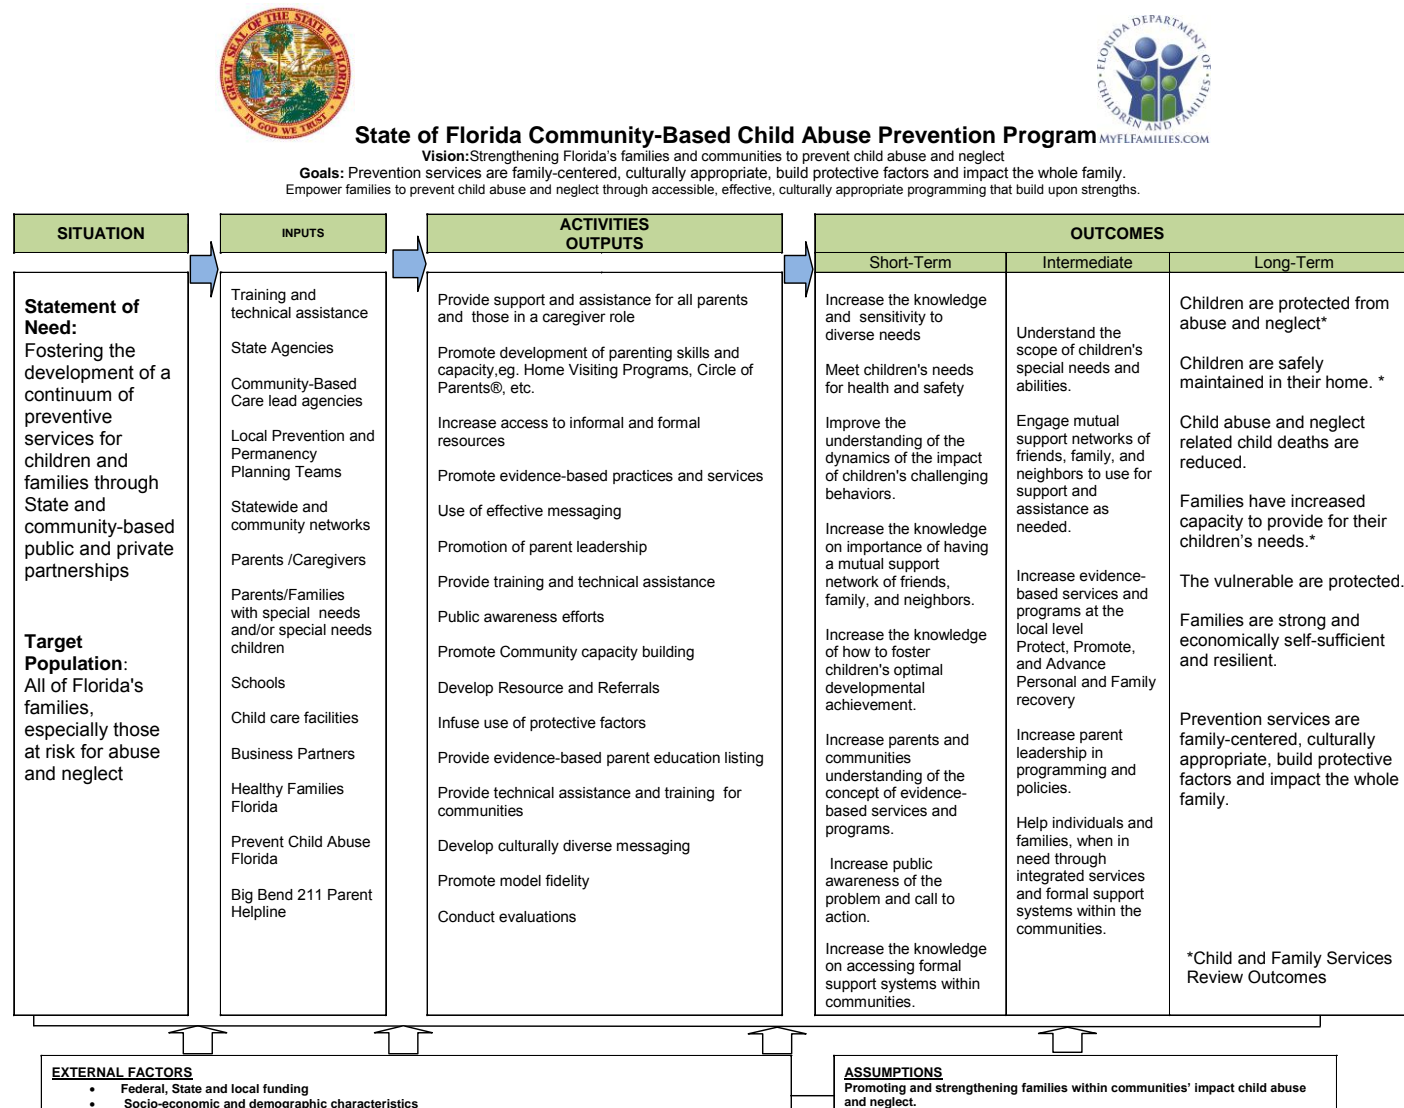 GREAT SEAL OF THE STATE OF FLORIDA
IN GOD WE TRUST
FLORIDA DEPARTMENT OF
CHILDREN AND FAMILIES
MYFLFAMILIES.COM
State of Florida Community-Based Child Abuse Prevention Program
Vision:Strengthening Florida's families and communities to prevent child abuse and neglect
Goals: Prevention services are family-centered, culturally appropriate, build protective factors and impact the whole family.
Empower families to prevent child abuse and neglect through accessible, effective, culturally appropriate programming that build upon strengths.
SITUATION
Statement of
Need:
Fostering the
development of a
continuum of
preventive
services for
children and
families through
State and
community-based
public and private
partnerships
Target
Population:
All of Florida's
families,
especially those
at risk for abuse
and neglect
INPUTS
Training and
technical assistance
State Agencies
Community-Based
Care lead agencies
Local Prevention and
Permanency
Planning Teams
Statewide and
community networks
Parents /Caregivers
Parents/Families
with special needs
and/or special needs
children
Schools
Child care facilities
Business Partners
Healthy Families
Florida
Prevent Child Abuse
Florida
Big Bend 211 Parent
Helpline
ACTIVITIES
OUTPUTS
Provide support and assistance for all parents
and those in a caregiver role
Promote development of parenting skills and
capacity,eg. Home Visiting Programs, Circle of
Parents®, etc.
Increase access to informal and formal
resources
Promote evidence-based practices and services
Use of effective messaging
Promotion of parent leadership
Provide training and technical assistance
Public awareness efforts
Promote Community capacity building
Develop Resource and Referrals
Infuse use of protective factors
Provide evidence-based parent education listing
Provide technical assistance and training for
communities
Develop culturally diverse messaging
Promote model fidelity
Conduct evaluations
OUTCOMES
Short-Term
Increase the knowledge
and sensitivity to
diverse needs
Meet children's needs
for health and safety
Improve the
understanding of the
dynamics of the impact
of children's challenging
behaviors.
Increase the knowledge
on importance of having
a mutual support
network of friends,
family, and neighbors.
Increase the knowledge
of how to foster
children's optimal
developmental
achievement.
Increase parents and
communities
understanding of the
concept of evidence-
based services and
programs.
Increase public
awareness of the
problem and call to
action.
Increase the knowledge
on accessing formal
support systems within
communities.
Intermediate
Understand the
scope of children's
special needs and
abilities.
Engage mutual
support networks of
friends, family, and
neighbors to use for
support and
assistance as
needed.
Increase evidence-
based services and
programs at the
local level
Protect, Promote,
and Advance
Personal and Family
recovery
Increase parent
leadership in
programming and
policies.
Help individuals and
families, when in
need through
integrated services
and formal support
systems within the
communities.
Long-Term
Children are protected from
abuse and neglect*
Children are safely
maintained in their home. *
Child abuse and neglect
related child deaths are
reduced.
Families have increased
capacity to provide for their
children's needs.*
The vulnerable are protected.
Families are strong and
economically self-sufficient
and resilient.
Prevention services are
family-centered, culturally
appropriate, build protective
factors and impact the whole
family.
*Child and Family Services
Review Outcomes
EXTERNAL FACTORS
• Federal, State and local funding
• Socio-economic and demographic characteristics
ASSUMPTIONS
Promoting and strengthening families within communities' impact child abuse
and neglect.